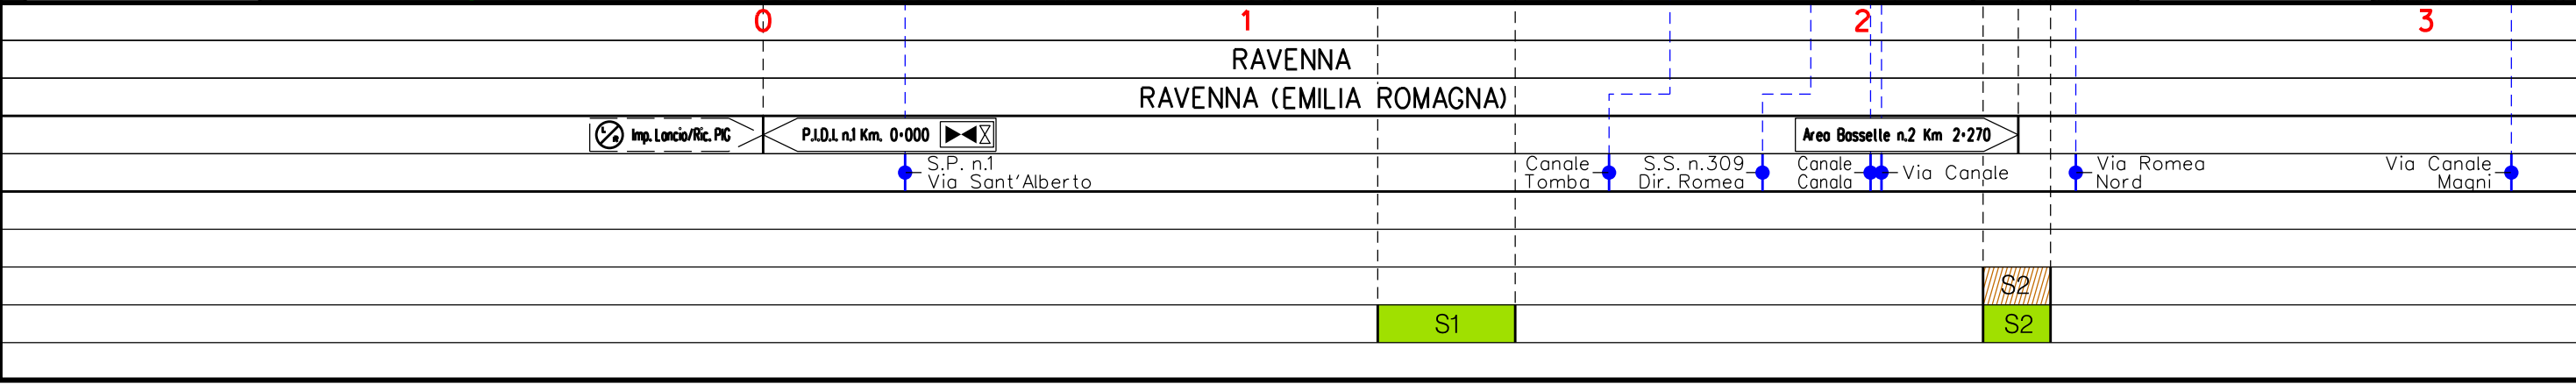 0 1 2 3
RAVENNA
RAVENNA (EMILIA ROMAGNA)
Imp. Lancio/Ric. PIG
P.I.D.I. n.1 Km. 0+000
Area Bosselle n.2 Km 2+270
S.P. n.1
Via Sant'Alberto
Canale
Tomba
S.S. n.309
Dir. Romea
Canale
Canala
Via Canale
Via Romea
Nord
Via Canale
Magni
S2
S1
S2